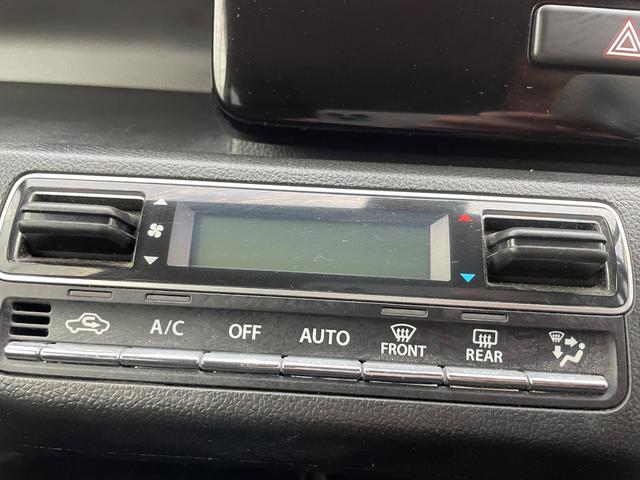 A/C OFF AUTO FRONT REAR